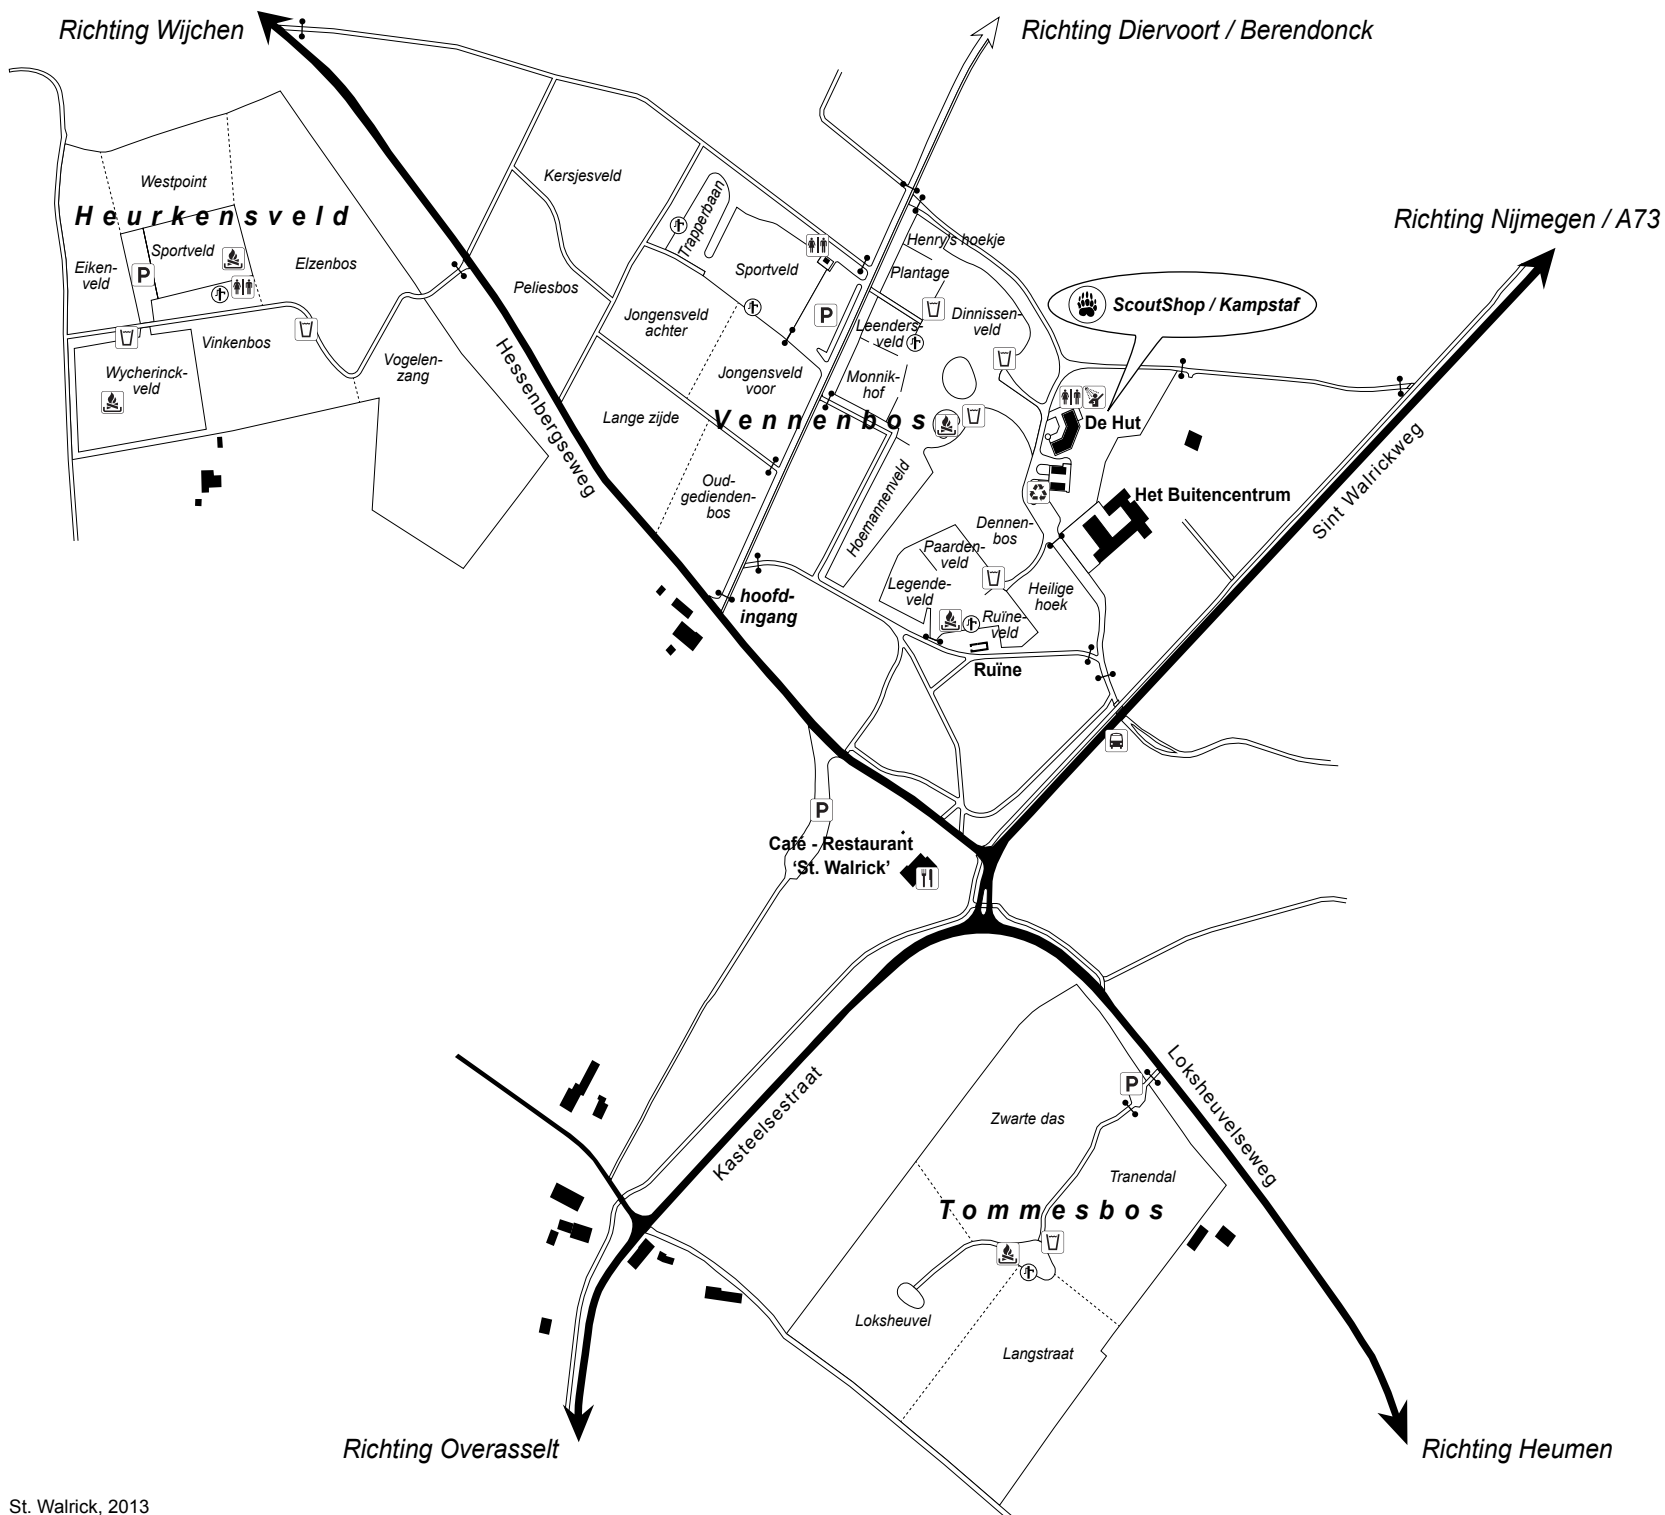 Richting Wijchen
Richting Diervoort / Berendonck
Richting Nijmegen / A73
Westpoint
Heurkensveld
Sportveld
Eiken-
veld
P
Elzenbos
Vinkenbos
Wycherinck-
veld
Vogelen-
zang
Kersjesveld
Peliesbos
Trapperbaan
Sportveld
P
Jongensveld
achter
Jongensveld
voor
Lange zijde
Vennenbos
Oud-
gedienden-
bos
Hessenbergseweg
Henry's hoekje
Plantage
Leenders-
veld
Dinnissen-
veld
Monnik-
hof
ScoutShop / Kampstaf
De Hut
Het Buitencentrum
Hoemannenveld
Dennen-
bos
Paarden-
veld
Legende-
veld
Heilige
hoek
Ruïne-
veld
Ruïne
hoofd-
ingang
Sint Walrickweg
P
Café - Restaurant
‘St. Walrick’
Kasteelsestraat
Loksheuvelseweg
P
Zwarte das
Tranendal
Tommesbos
Loksheuvel
Langstraat
Richting Overasselt
Richting Heumen
St. Walrick, 2013